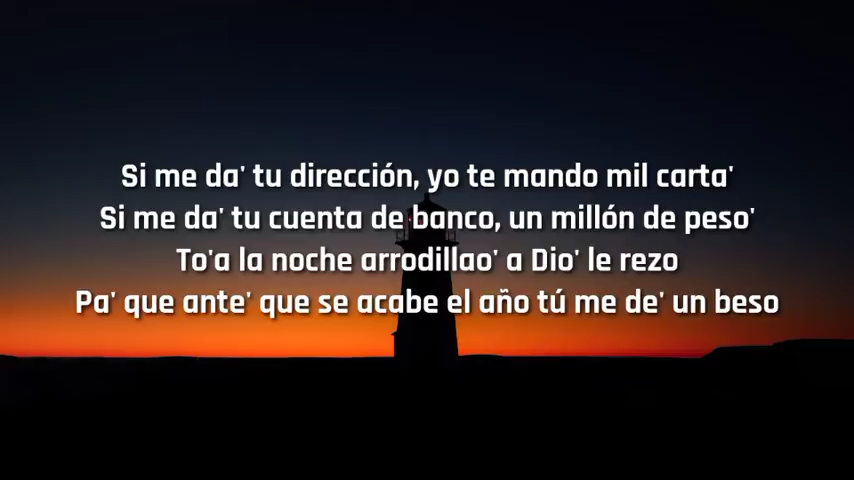 Si me da' tu dirección, yo te mando mil carta'
Si me da' tu cuenta de banco, un millón de peso'
To'a la noche arrodillao' a Dio' le rezo
Pa' que ante' que se acabe el año tú me de' un beso